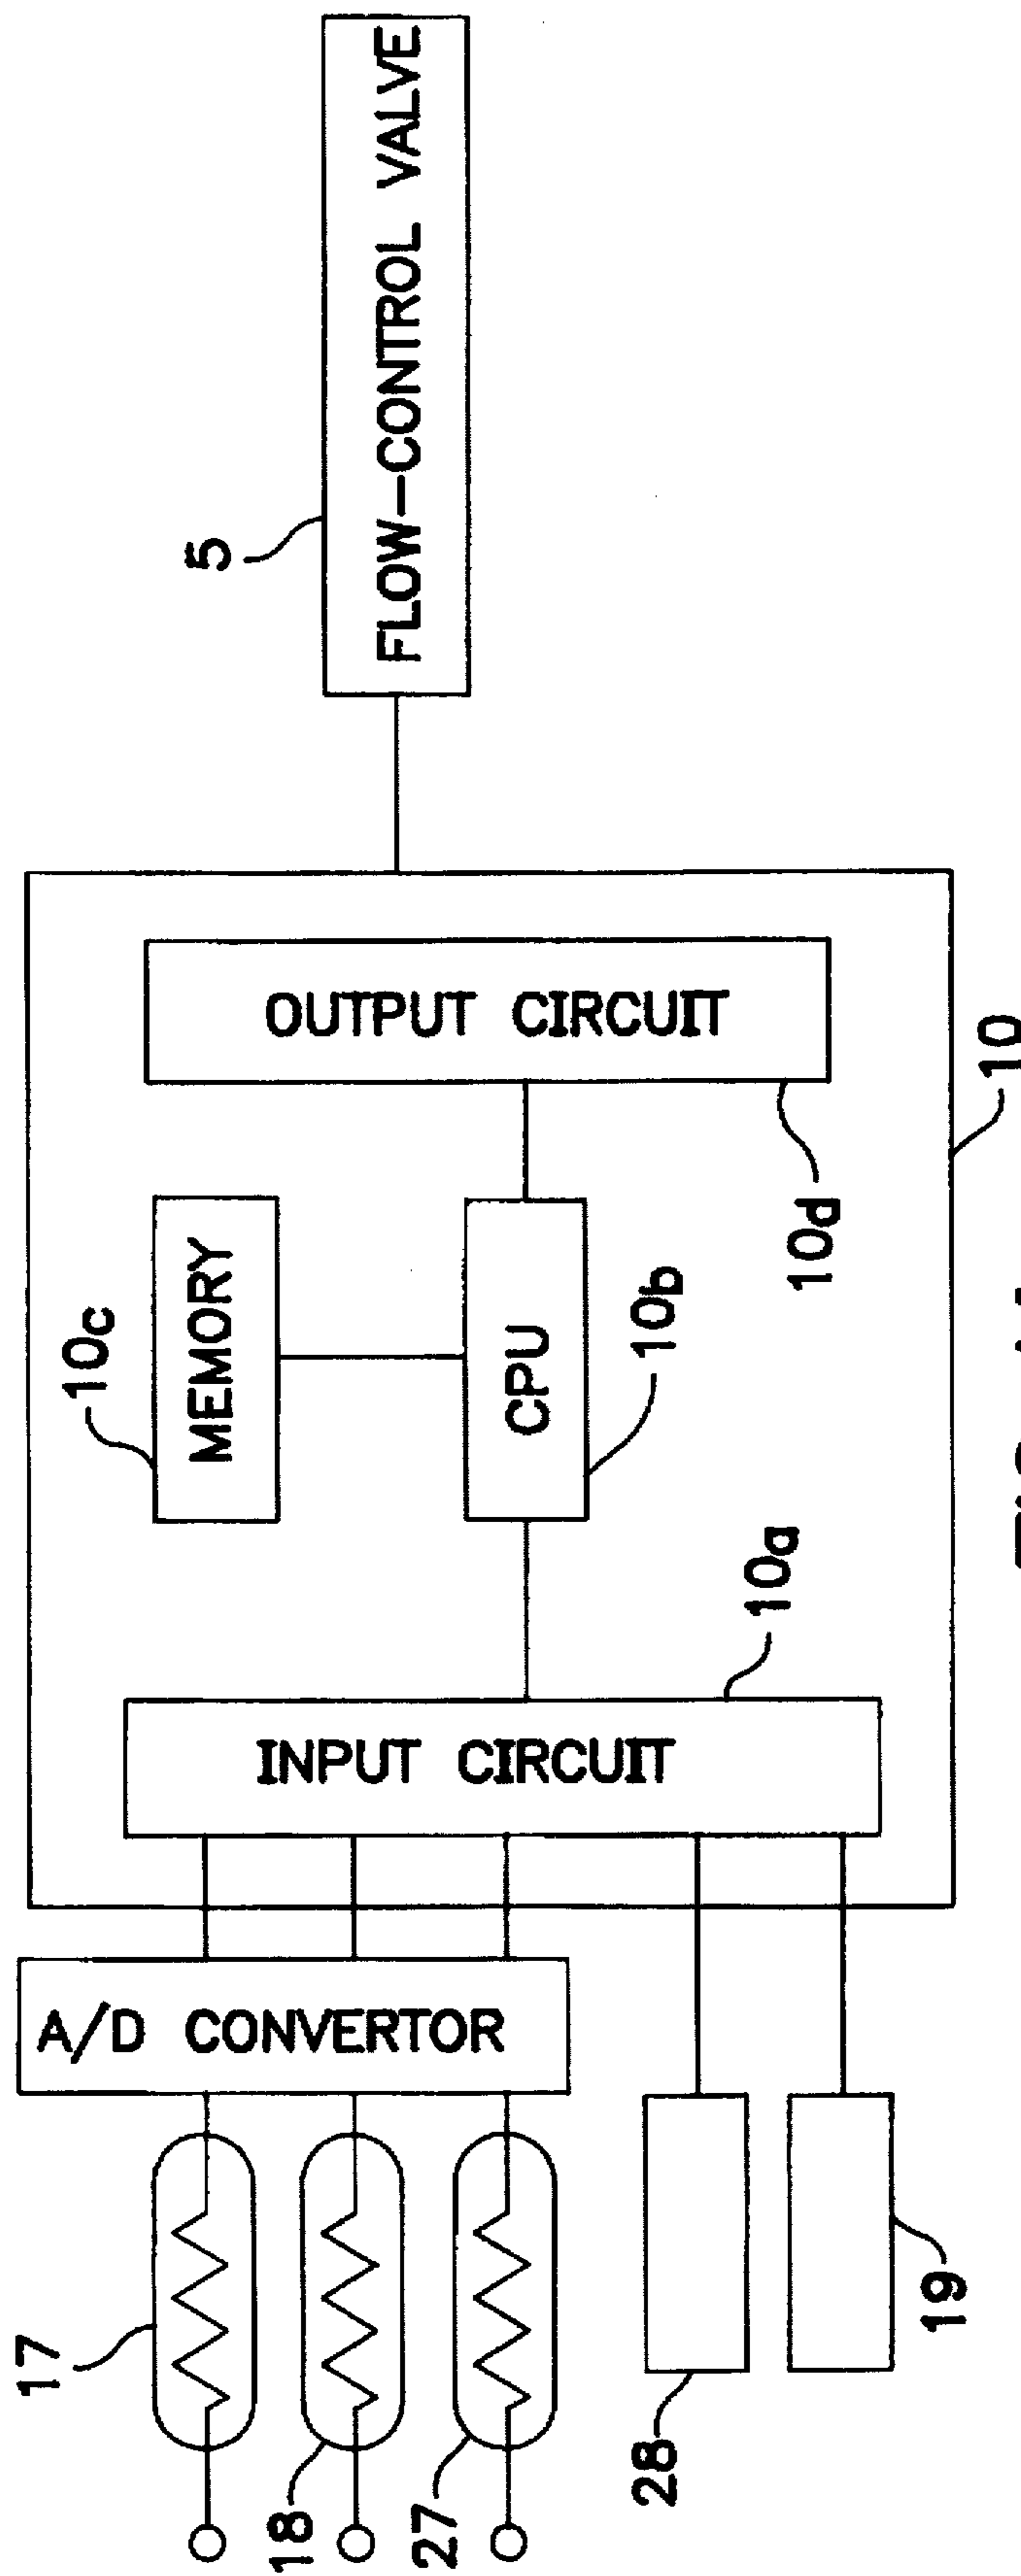 17
18
27
28
19
A/D CONVERTOR
INPUT CIRCUIT
10a
10c
MEMORY
CPU
10b
OUTPUT CIRCUIT
10d
10
5
FLOW-CONTROL VALVE